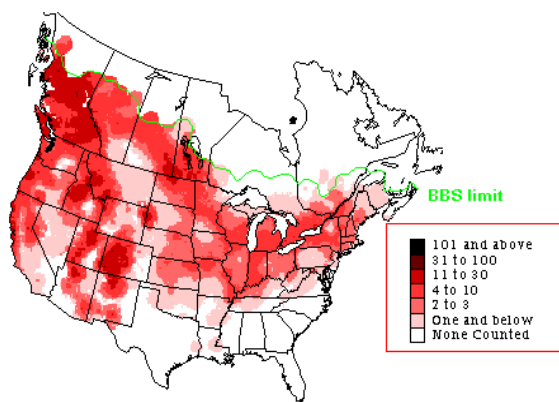 BBS limit
101 and above
31 to 100
11 to 30
4 to 10
2 to 3
One and below
None Counted